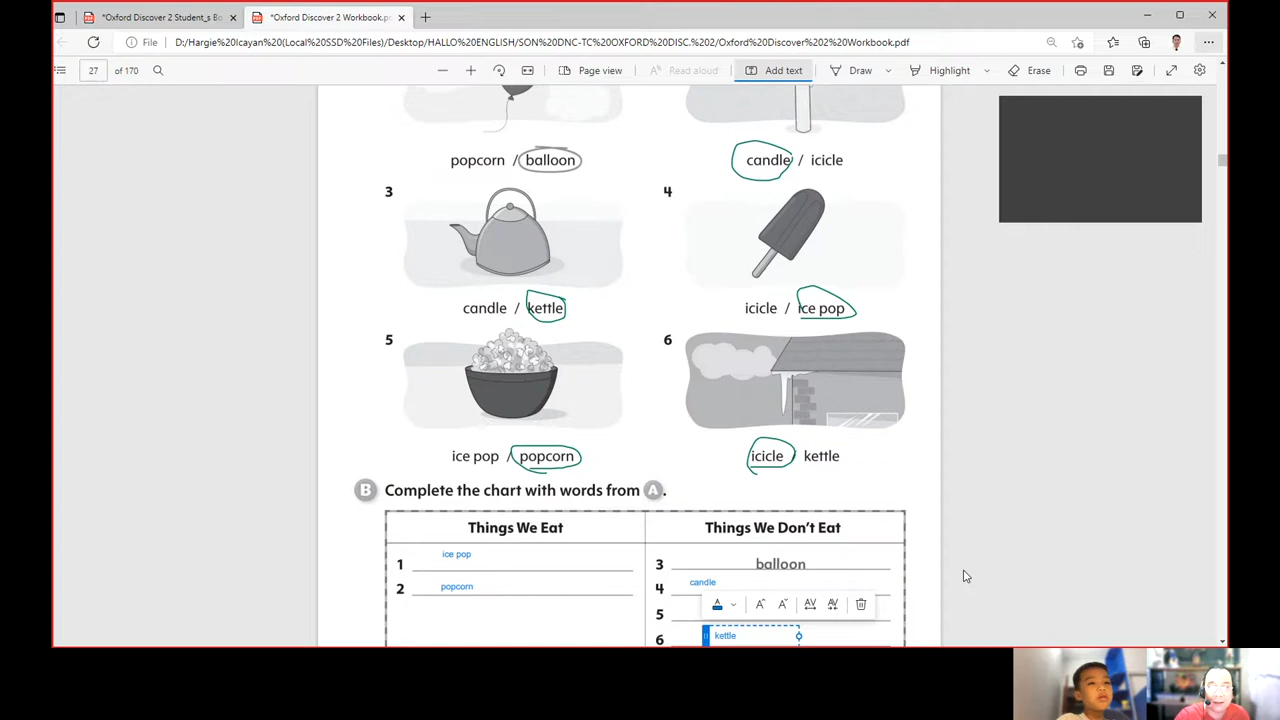 *Oxford Discover 2 Student_s Bo
*Oxford Discover 2 Workbook.p
File D:/Hargie%20Icayan%20(Local%20SSD%20Files)/Desktop/HALLO%20ENGLISH/SON%20DNC-TC%20OXFORD%20DISC.%202/Oxford%20Discover%202%20Workbook.pdf
27 of 170 Page view Read aloud Add text Draw Highlight Erase
popcorn / balloon
candle / icicle
3
4
candle / kettle
icicle / ice pop
5
6
ice pop / popcorn
icicle / kettle
B Complete the chart with words from A.
Things We Eat Things We Don't Eat
1 ice pop
3 balloon
2 popcorn
4 candle
5
6 kettle